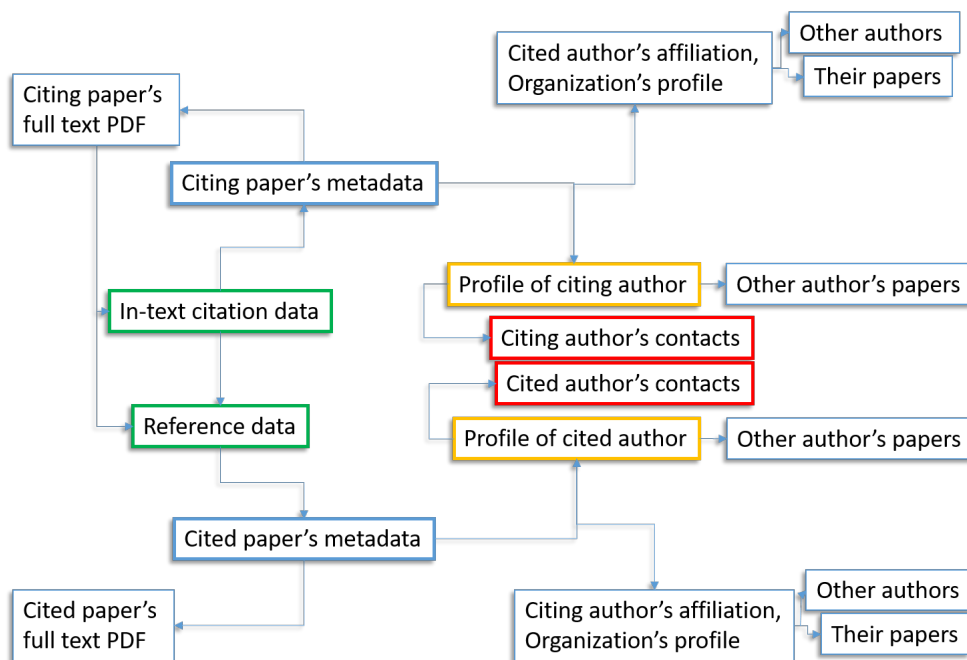 Other authors
Cited author's affiliation,
Organization's profile
Their papers
Citing paper's
full text PDF
Citing paper's metadata
Profile of citing author
Other author's papers
In-text citation data
Citing author's contacts
Cited author's contacts
Reference data
Profile of cited author
Other author's papers
Cited paper's metadata
Other authors
Cited paper's
full text PDF
Citing author's affiliation,
Organization's profile
Their papers